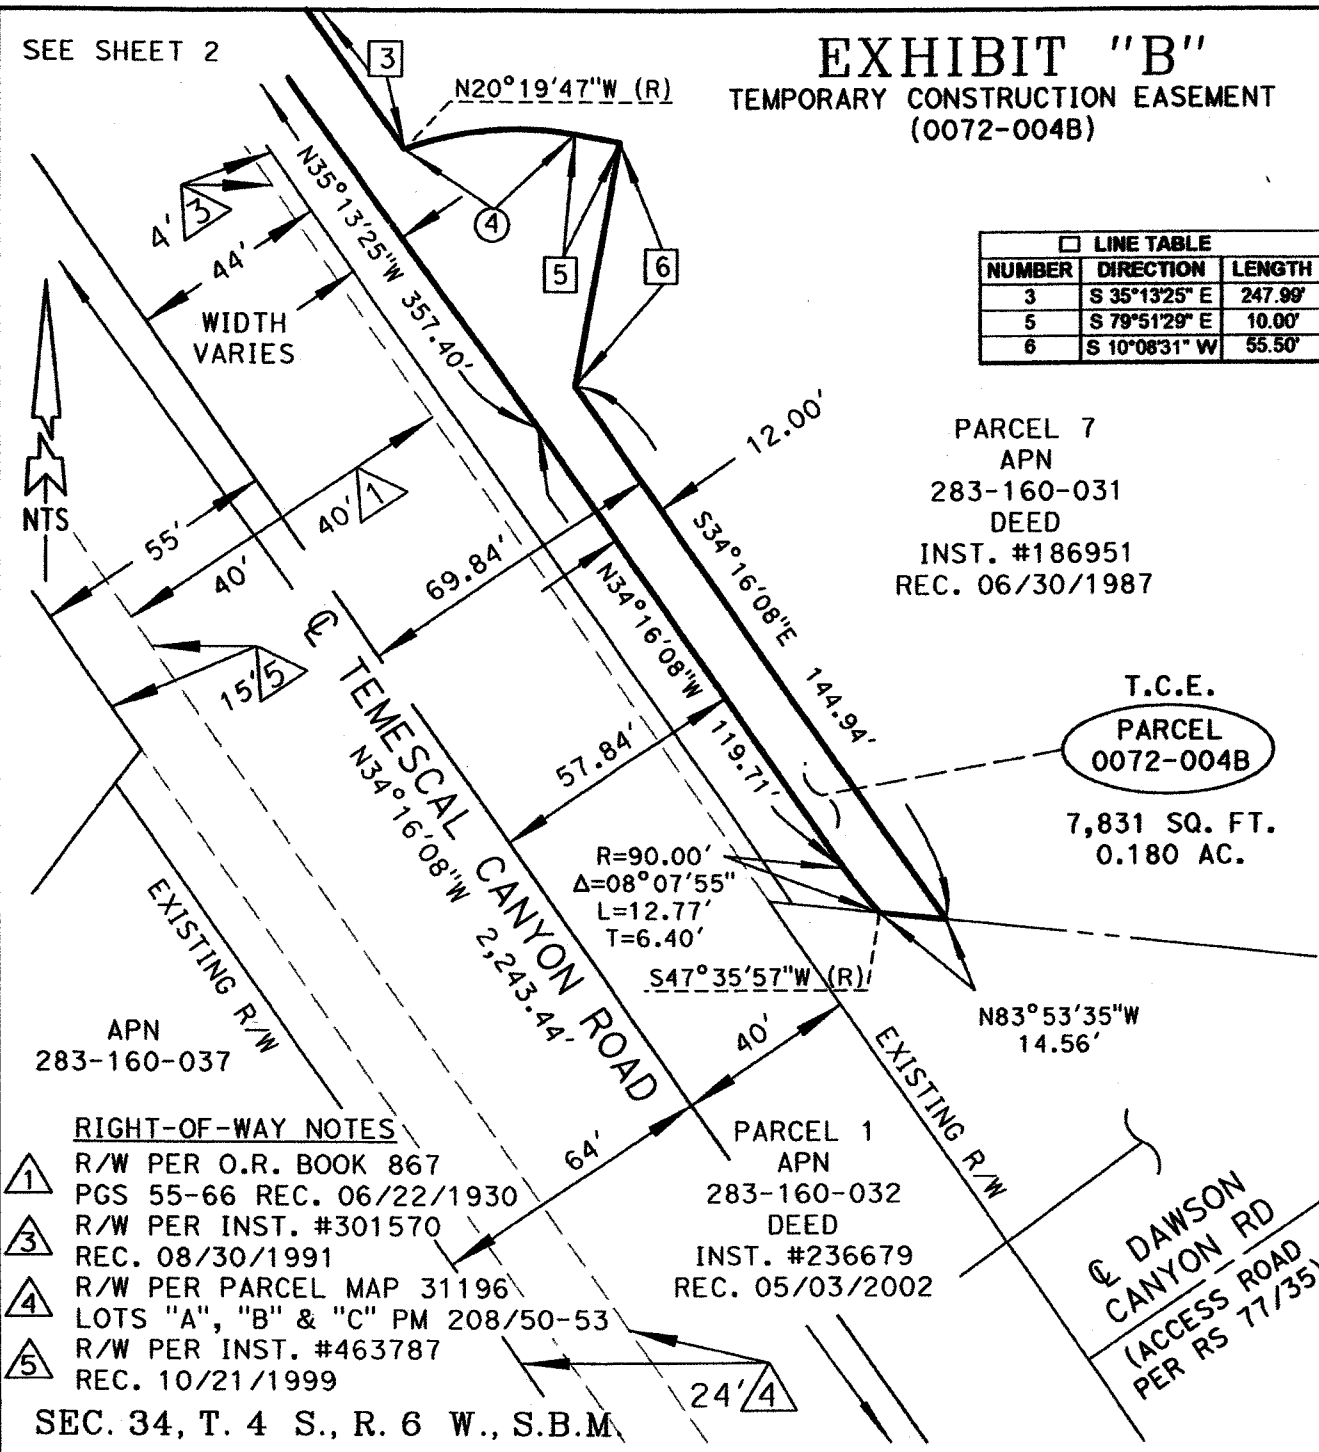 SEE SHEET 2
EXHIBIT "B"
TEMPORARY CONSTRUCTION EASEMENT
(0072-004B)
3
N20°19'47"W (R)
4
5
6
N35°13'25"W 357.40'
4' 3
44'
WIDTH
VARIES
☐ LINE TABLE
NUMBER DIRECTION LENGTH
3 S 35°13'25" E 247.99'
5 S 79°51'29" E 10.00'
6 S 10°08'31" W 55.50'
N
NTS
12.00'
PARCEL 7
APN
283-160-031
DEED
INST. #186951
REC. 06/30/1987
55'
40' 1
40'
69.84'
S34°16'08"E 144.94'
N34°16'08"W 119.71'
15' 5
57.84'
℄ TEMESCAL CANYON ROAD
N34°16'08"W 2,243.44'
T.C.E.
PARCEL
0072-004B
7,831 SQ. FT.
0.180 AC.
R=90.00'
Δ=08°07'55"
L=12.77'
T=6.40'
S47°35'57"W (R)
N83°53'35"W
14.56'
EXISTING R/W
EXISTING R/W
40'
64'
APN
283-160-037
PARCEL 1
APN
283-160-032
DEED
INST. #236679
REC. 05/03/2002
℄ DAWSON
CANYON RD
(ACCESS ROAD
PER RS 77/35)
RIGHT-OF-WAY NOTES
1 R/W PER O.R. BOOK 867
PGS 55-66 REC. 06/22/1930
3 R/W PER INST. #301570
REC. 08/30/1991
4 R/W PER PARCEL MAP 31196
LOTS "A", "B" & "C" PM 208/50-53
5 R/W PER INST. #463787
REC. 10/21/1999
24' 4
SEC. 34, T. 4 S., R. 6 W., S.B.M.